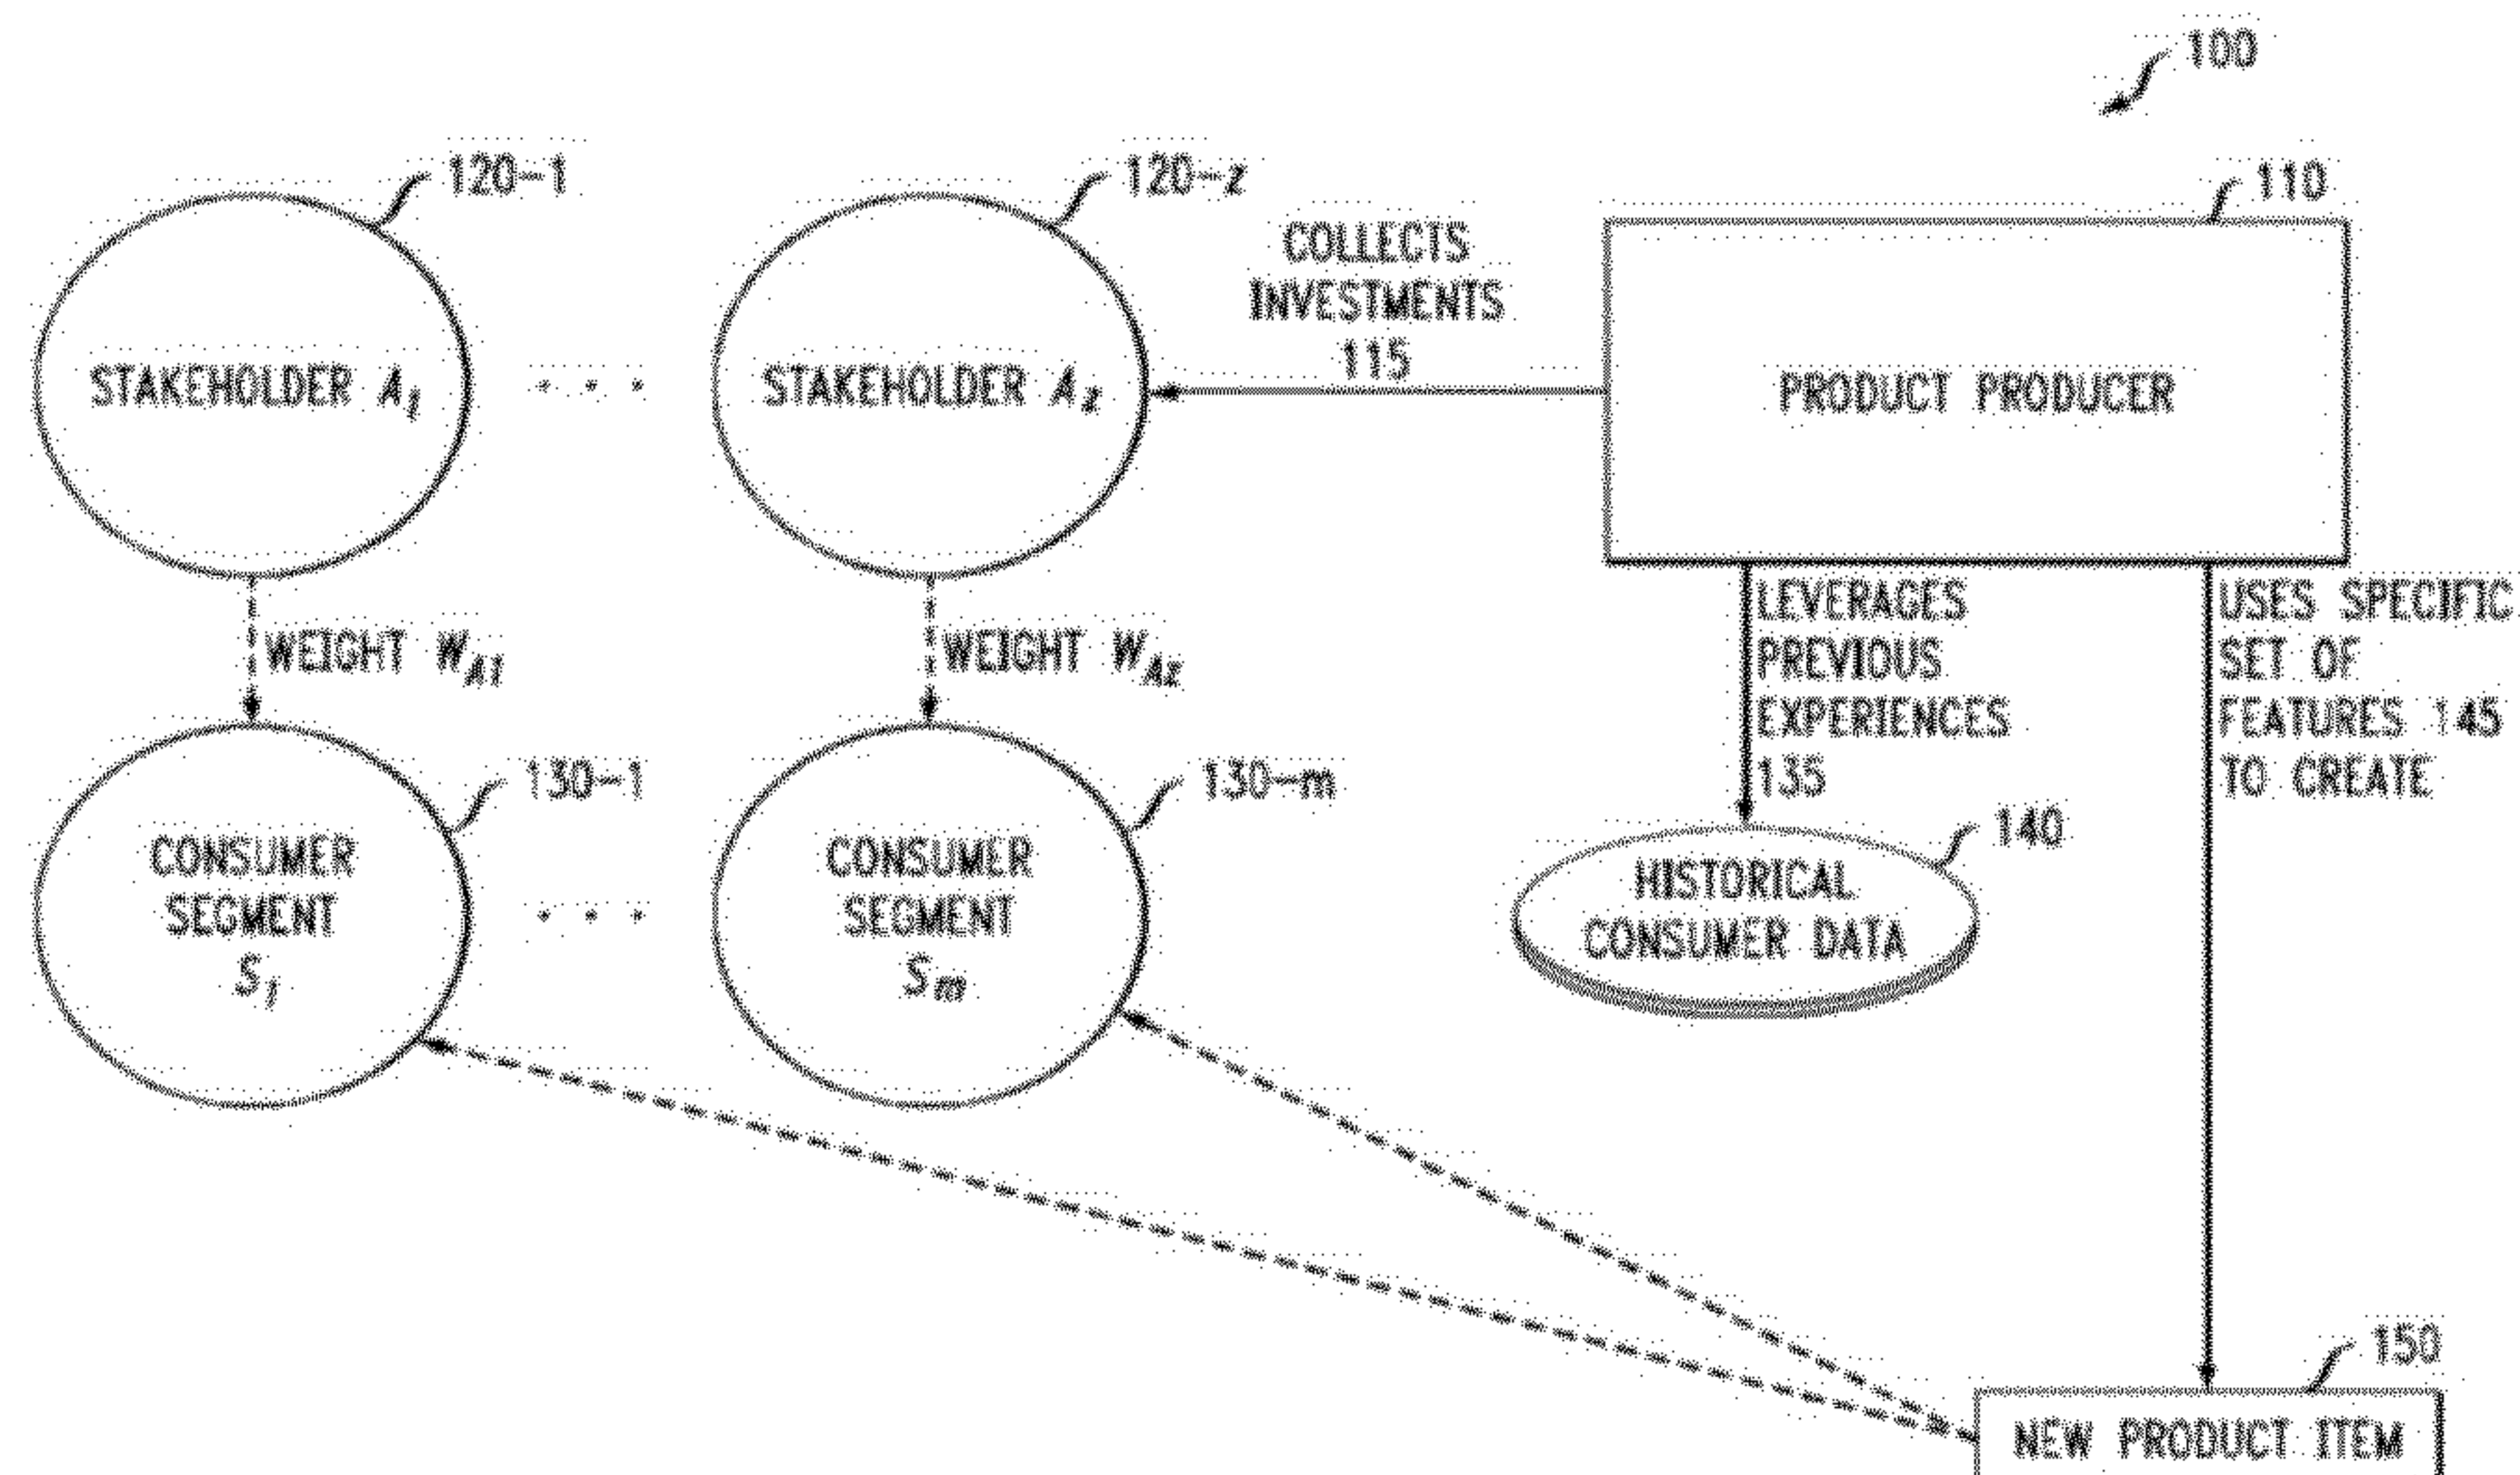 100
120-1
120-z
110
COLLECTS
INVESTMENTS
115
STAKEHOLDER A1
. . .
STAKEHOLDER Az
PRODUCT PRODUCER
WEIGHT WA1
WEIGHT WAz
LEVERAGES
PREVIOUS
EXPERIENCES
135
USES SPECIFIC
SET OF
FEATURES 145
TO CREATE
130-1
130-m
140
CONSUMER
SEGMENT
S1
. . .
CONSUMER
SEGMENT
Sm
HISTORICAL
CONSUMER DATA
150
NEW PRODUCT ITEM